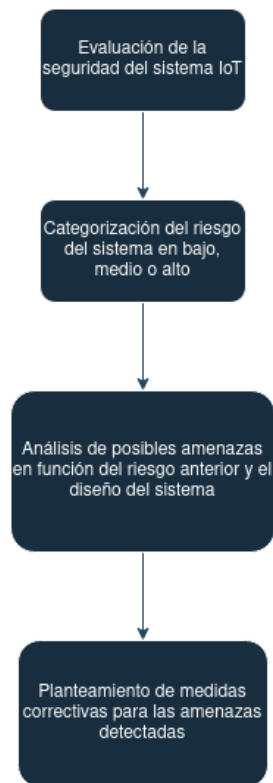 Evaluación de la
seguridad del sistema IoT
Categorización del riesgo
del sistema en bajo,
medio o alto
Análisis de posibles amenazas
en función del riesgo anterior y el
diseño del sistema
Planteamiento de medidas
correctivas para las amenazas
detectadas